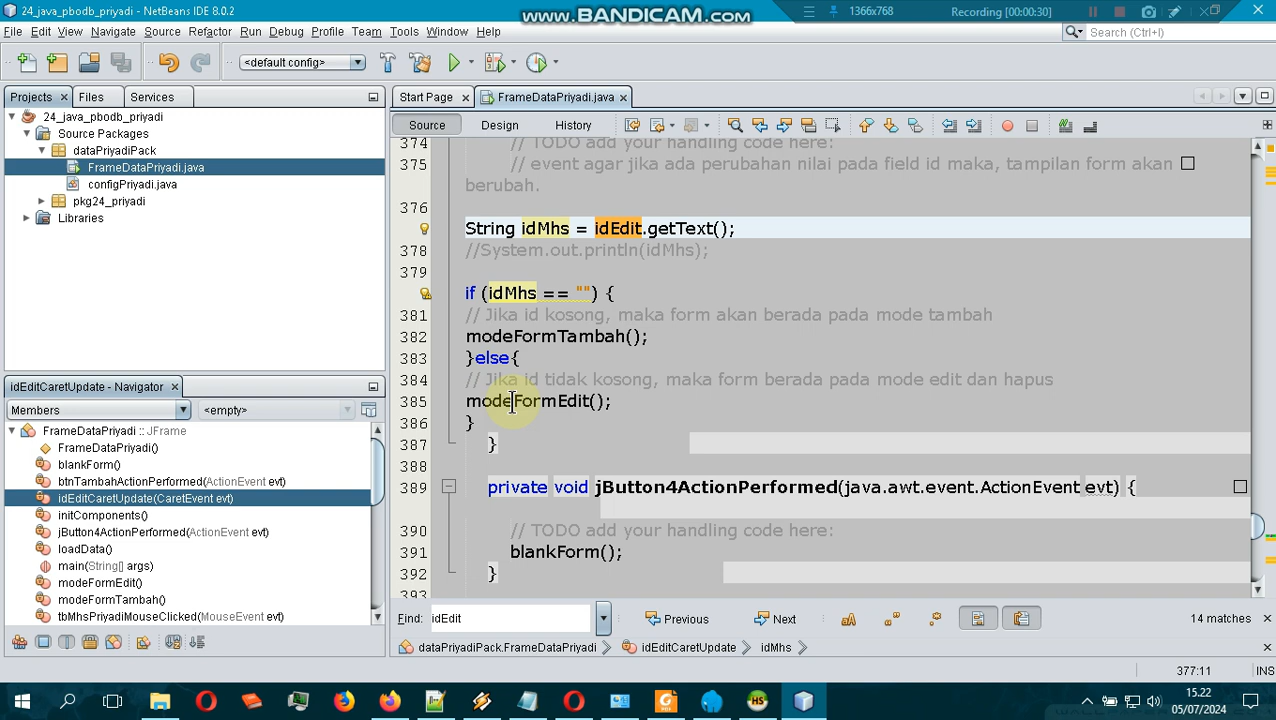 24_java_pbodb_priyadi - NetBeans IDE 8.0.2
www.BANDICAM.com
1366x768
Recording [00:00:30]
File Edit View Navigate Source Refactor Run Debug Profile Team Tools Window Help
Search (Ctrl+I)
<default config>
Projects
Files
Services
Start Page
FrameDataPriyadi.java
24_java_pbodb_priyadi
Source Packages
dataPriyadiPack
FrameDataPriyadi.java
configPriyadi.java
pkg24_priyadi
Libraries
Source
Design
History
374 // TODO add your handling code here:
375 // event agar jika ada perubahan nilai pada field id maka, tampilan form akan
berubah.
376
String idMhs = idEdit.getText();
378 //System.out.println(idMhs);
379
if (idMhs == "") {
381 // Jika id kosong, maka form akan berada pada mode tambah
382 modeFormTambah();
383 }else{
384 // Jika id tidak kosong, maka form berada pada mode edit dan hapus
385 modeFormEdit();
386 }
387 }
388
389 private void jButton4ActionPerformed(java.awt.event.ActionEvent evt) {
390 // TODO add your handling code here:
391 blankForm();
392 }
393
idEditCaretUpdate - Navigator
Members
<empty>
FrameDataPriyadi :: JFrame
FrameDataPriyadi()
blankForm()
btnTambahActionPerformed(ActionEvent evt)
idEditCaretUpdate(CaretEvent evt)
initComponents()
jButton4ActionPerformed(ActionEvent evt)
loadData()
main(String[] args)
modeFormEdit()
modeFormTambah()
tbMhsPriyadiMouseClicked(MouseEvent evt)
Find: idEdit
Previous
Next
14 matches
dataPriyadiPack.FrameDataPriyadi
idEditCaretUpdate
idMhs
377:11
INS
15.22
05/07/2024